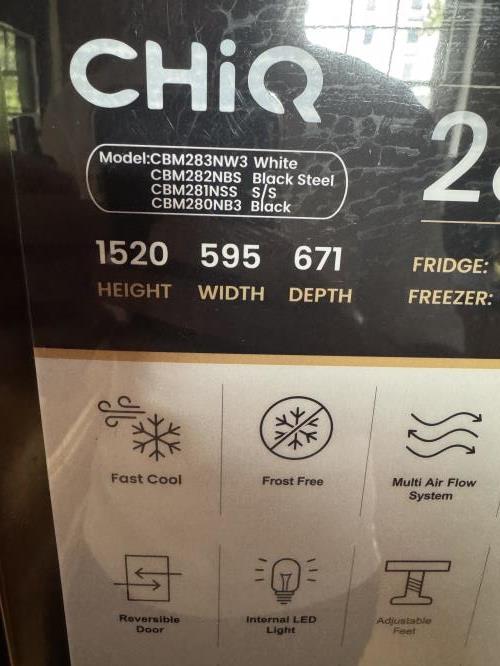 CHiQ
Model:CBM283NW3 White
CBM282NBS Black Steel
CBM281NSS S/S
CBM280NB3 Black
2
1520 595 671
HEIGHT WIDTH DEPTH
FRIDGE:
FREEZER:
Fast Cool
Frost Free
Multi Air Flow
System
Reversible
Door
Internal LED
Light
Adjustable
Feet